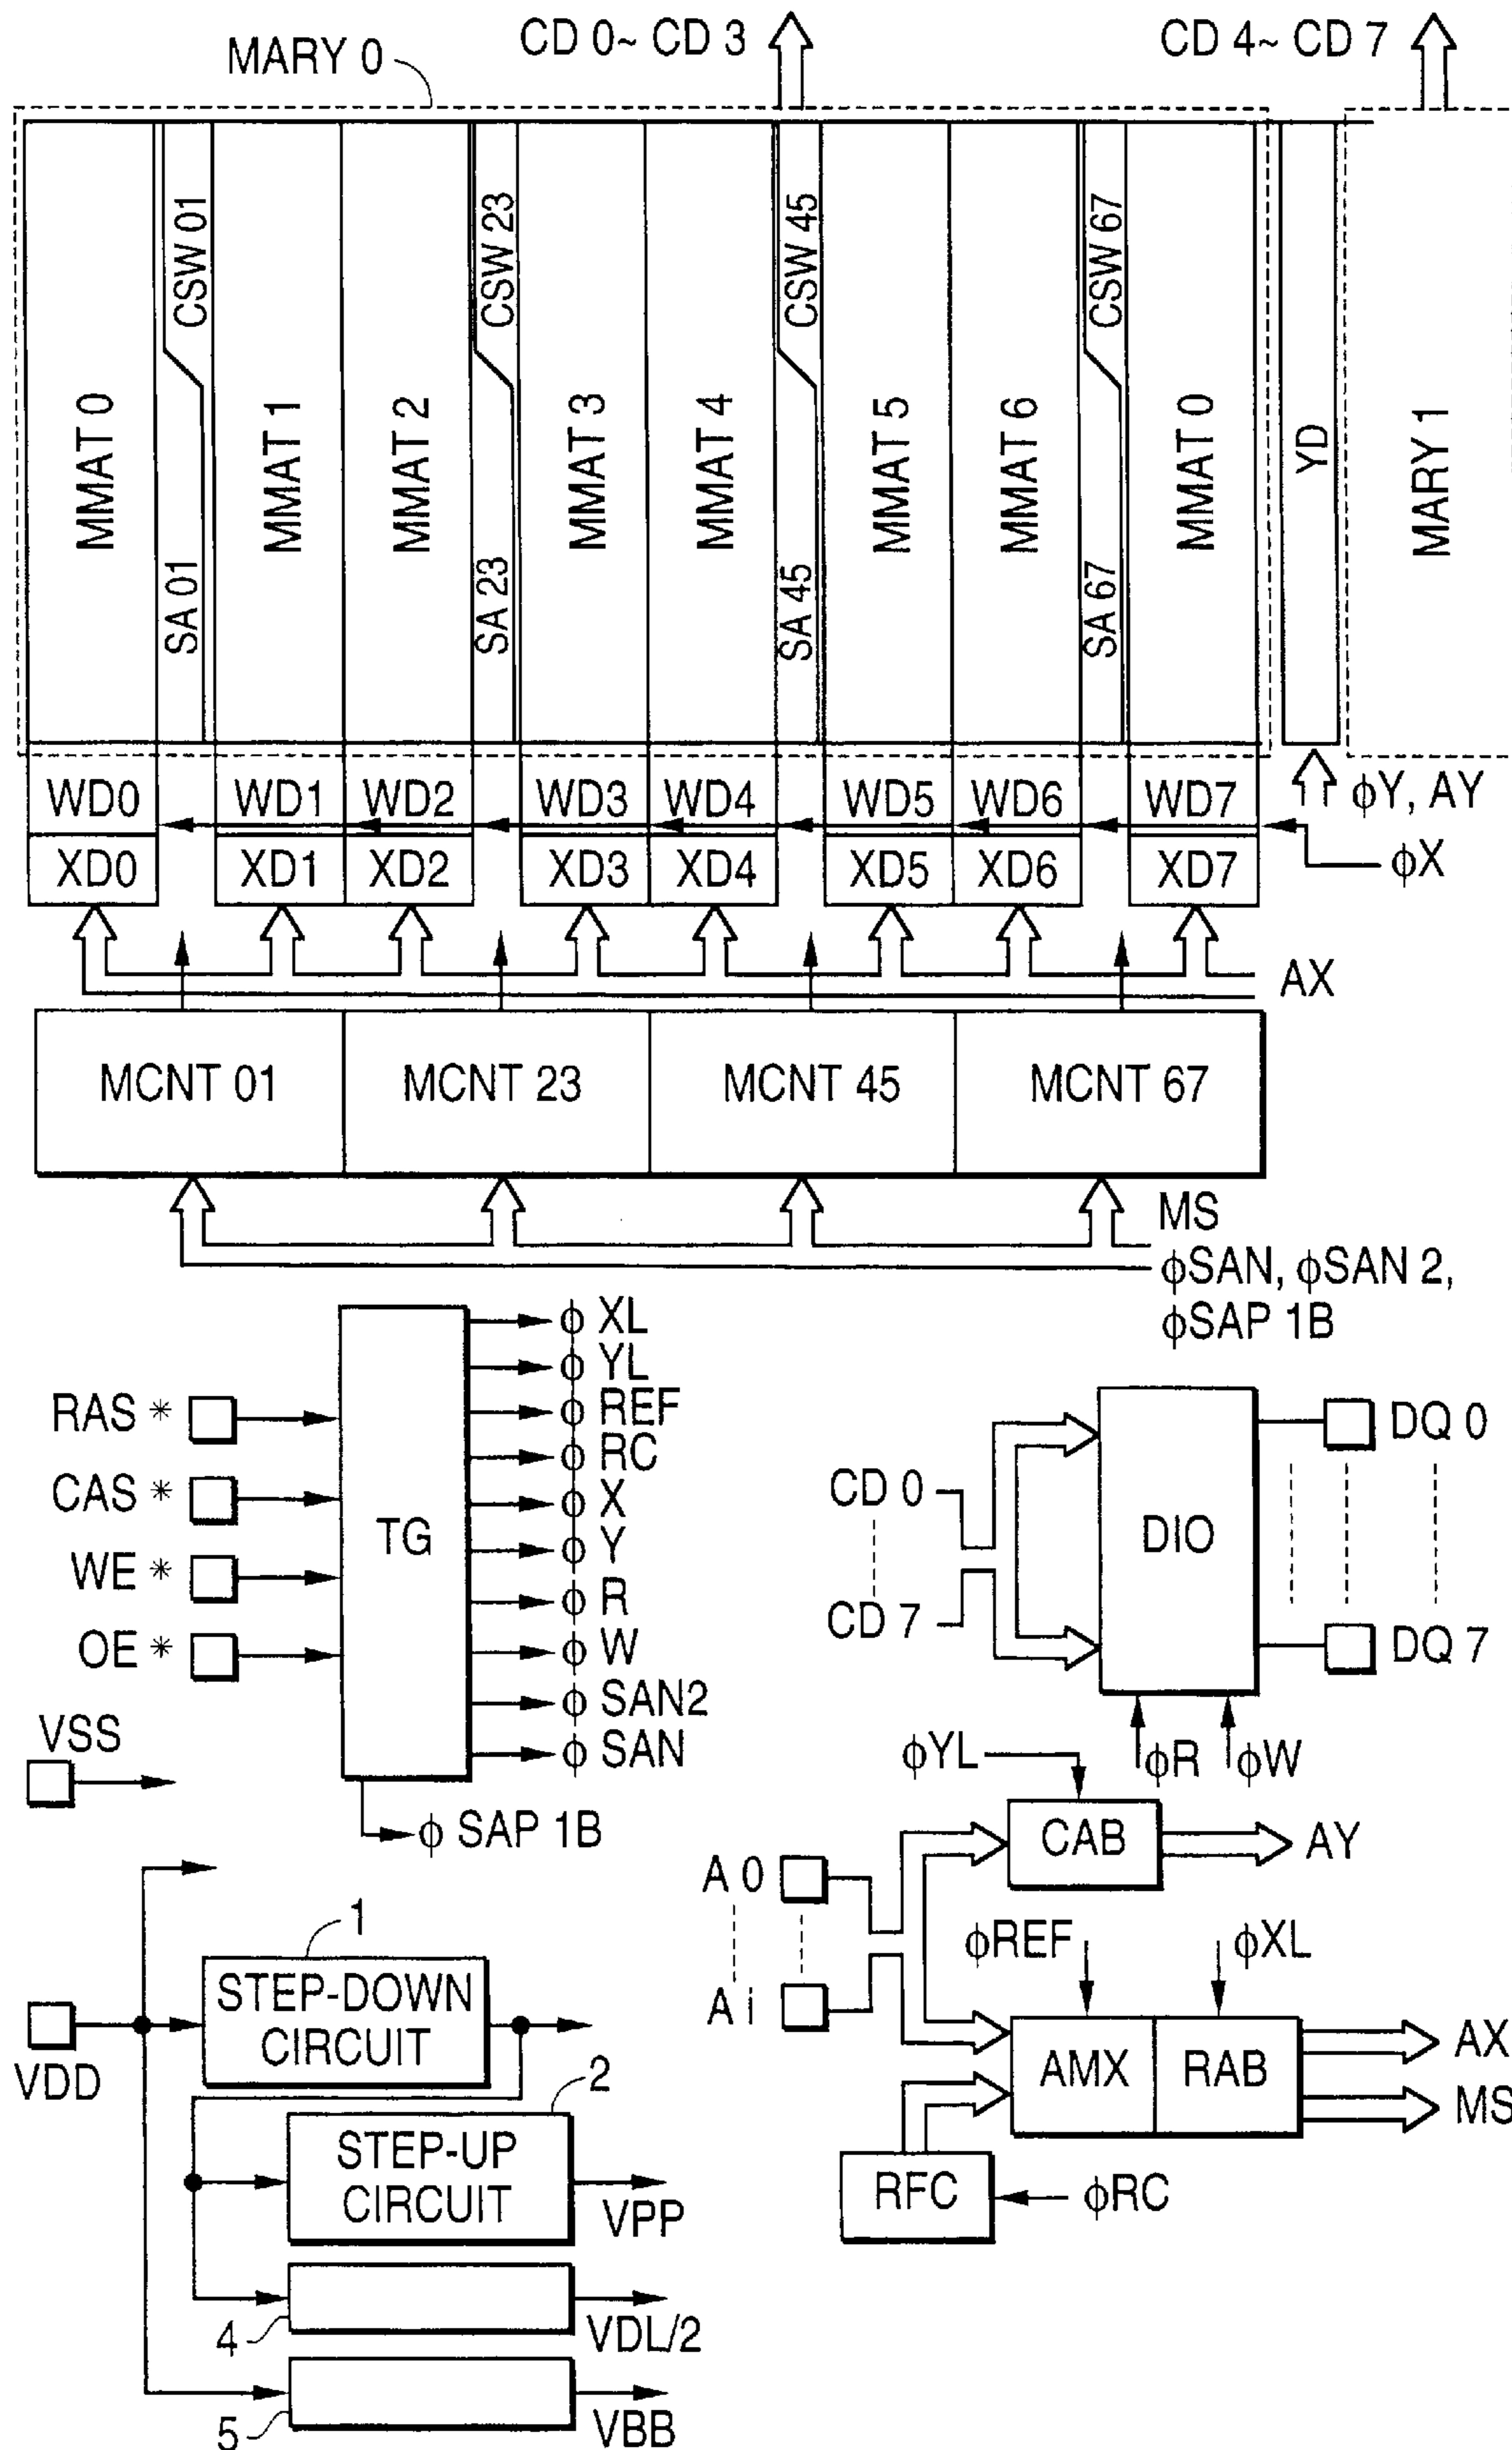 MARY 0
CD 0~ CD 3
CD 4~ CD 7
MMAT 0
SA 01
CSW 01
MMAT 1
MMAT 2
SA 23
CSW 23
MMAT 3
MMAT 4
SA 45
CSW 45
MMAT 5
MMAT 6
SA 67
CSW 67
MMAT 0
YD
MARY 1
WD0 WD1 WD2 WD3 WD4 WD5 WD6 WD7
ϕY, AY
XD0 XD1 XD2 XD3 XD4 XD5 XD6 XD7
ϕX
AX
MCNT 01 MCNT 23 MCNT 45 MCNT 67
MS
ϕSAN, ϕSAN 2,
ϕSAP 1B
RAS *
CAS *
WE *
OE *
TG
ϕ XL
ϕ YL
ϕ REF
ϕ RC
ϕ X
ϕ Y
ϕ R
ϕ W
ϕ SAN2
ϕ SAN
ϕ SAP 1B
CD 0
CD 7
DIO
DQ 0
DQ 7
ϕR
ϕW
VSS
ϕYL
CAB
AY
A 0
A i
ϕREF
ϕXL
AMX
RAB
AX
MS
RFC
ϕRC
VDD
1
STEP-DOWN
CIRCUIT
2
STEP-UP
CIRCUIT
VPP
4
VDL/2
5
VBB